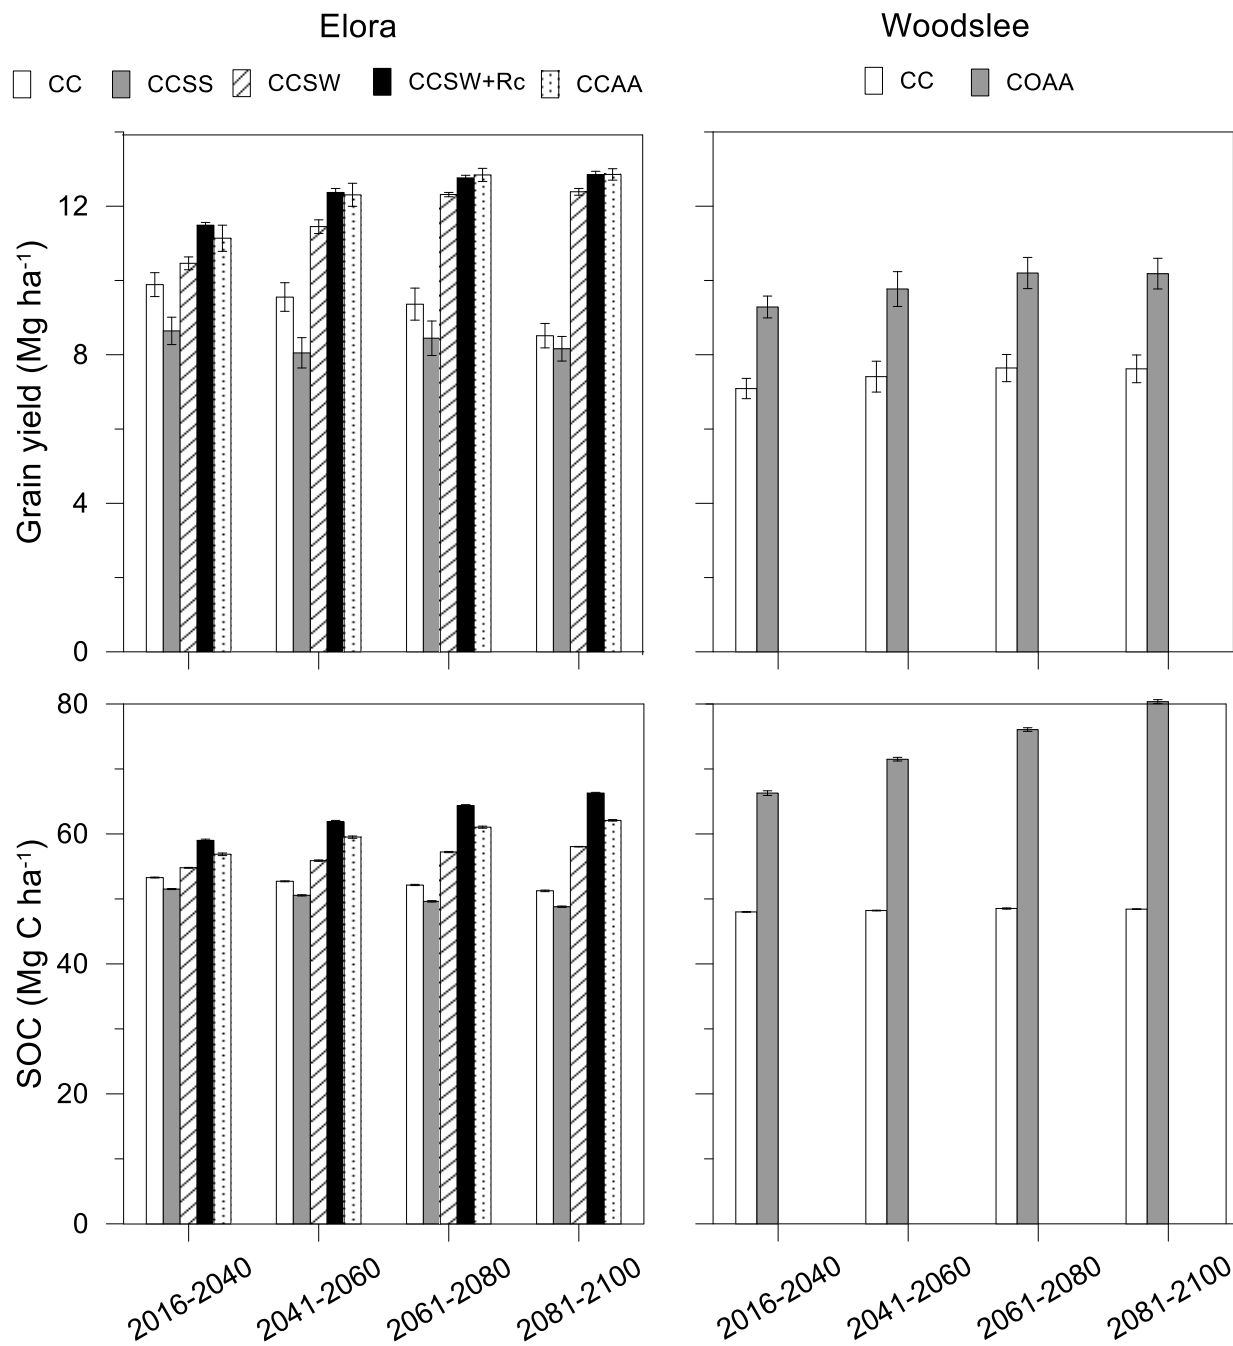 Elora Woodslee
CC CCSS CCSW CCSW+Rc CCAA CC COAA
Grain yield (Mg ha-1)
12
8
4
0
SOC (Mg C ha-1)
80
60
40
20
0
2016-2040 2041-2060 2061-2080 2081-2100 2016-2040 2041-2060 2061-2080 2081-2100